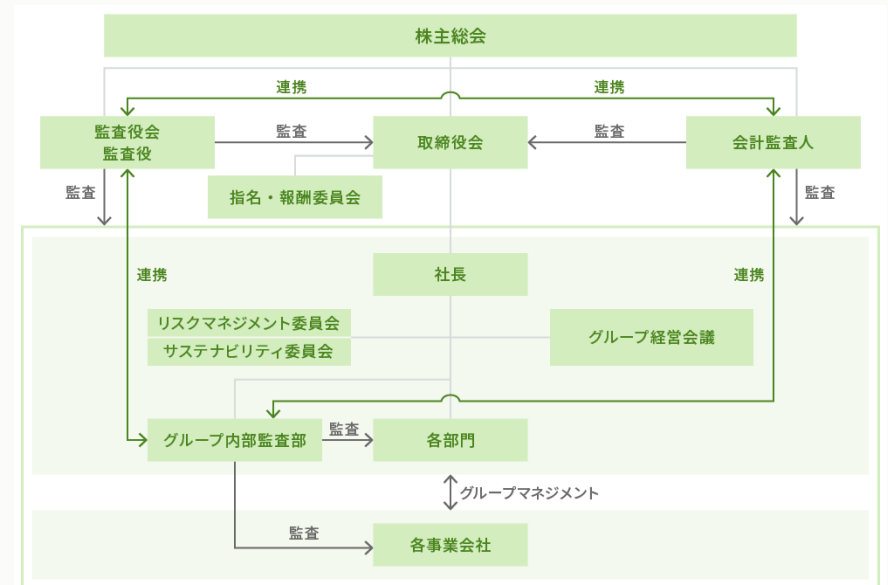 株主総会
連携
連携
監査役会
監査役
監査
取締役会
監査
会計監査人
監査
指名・報酬委員会
監査
連携
社長
連携
リスクマネジメント委員会
サステナビリティ委員会
グループ経営会議
グループ内部監査部
監査
各部門
グループマネジメント
監査
各事業会社